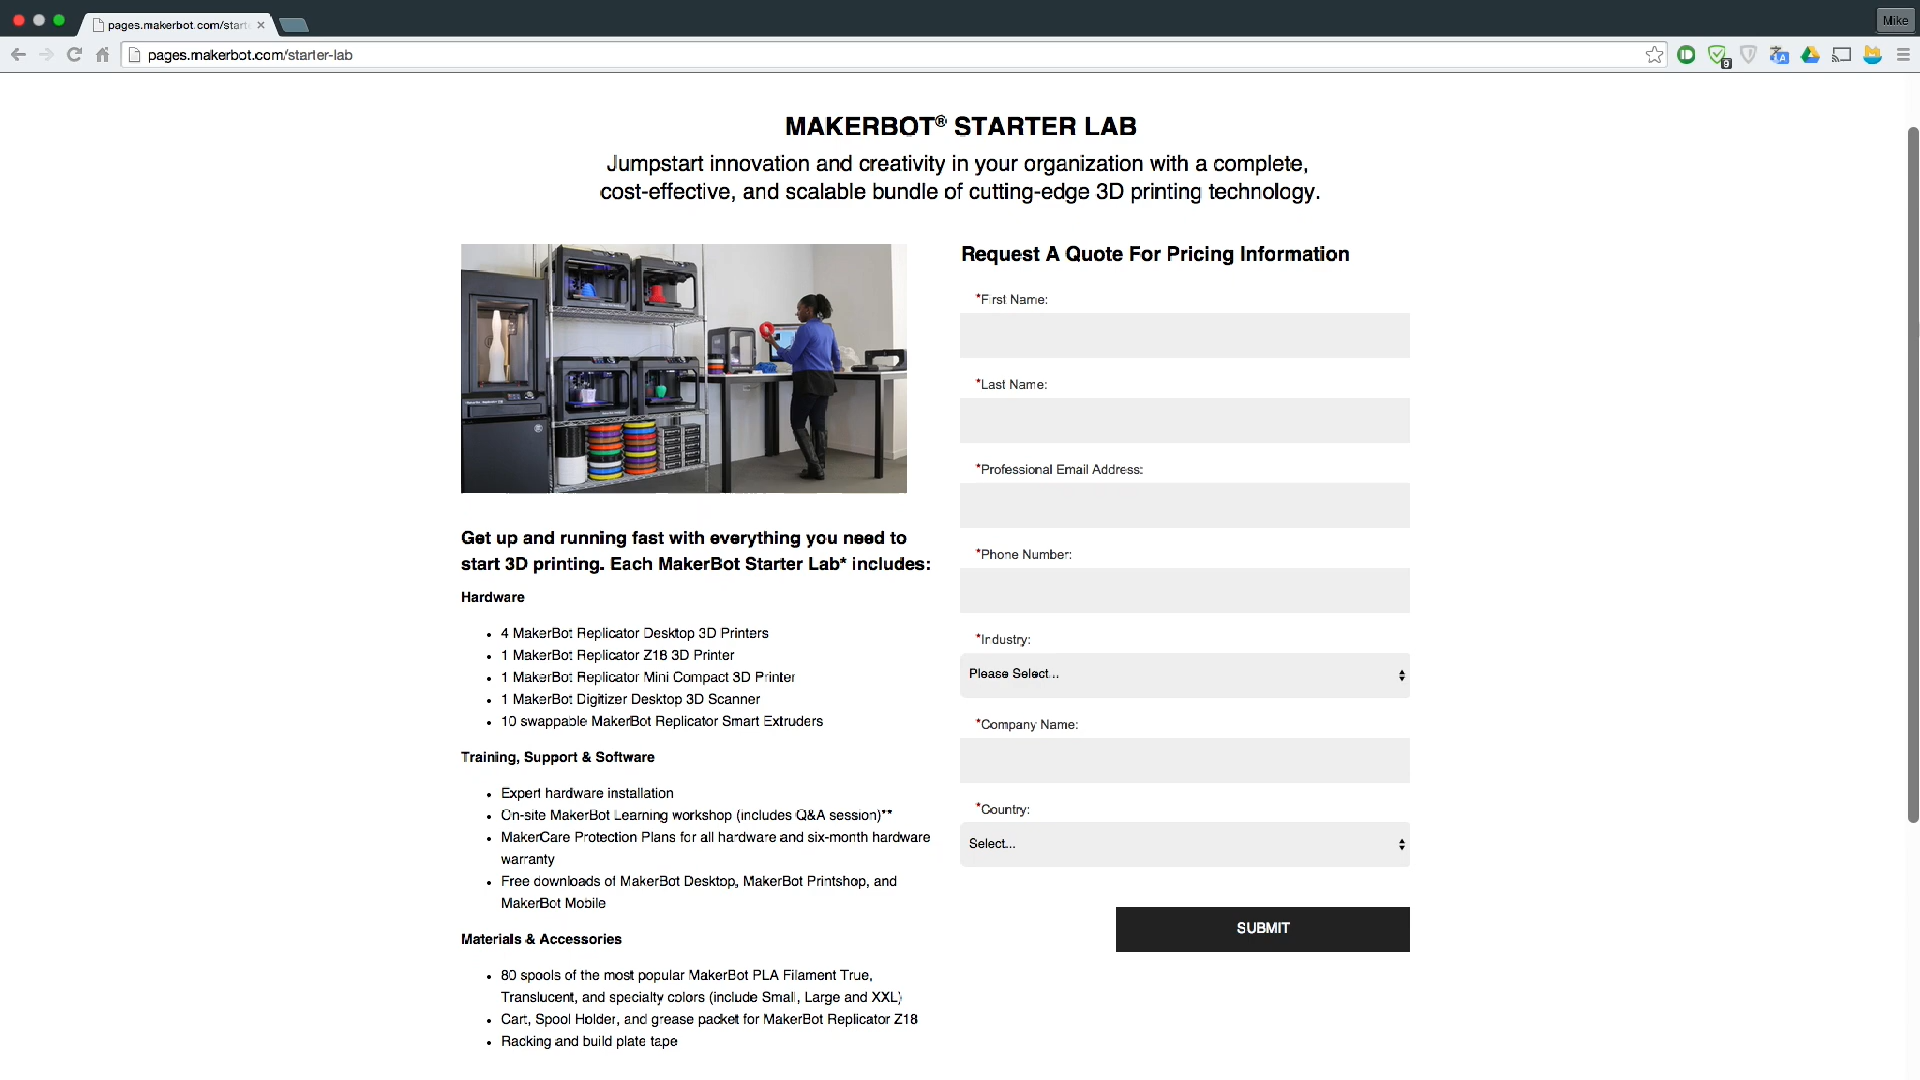 pages.makerbot.com/start
Mike
pages.makerbot.com/starter-lab
9
MAKERBOT® STARTER LAB
Jumpstart innovation and creativity in your organization with a complete,
cost-effective, and scalable bundle of cutting-edge 3D printing technology.
Request A Quote For Pricing Information
*First Name:
*Last Name:
*Professional Email Address:
*Phone Number:
*Industry:
Please Select...
*Company Name:
*Country:
Select...
SUBMIT
Get up and running fast with everything you need to
start 3D printing. Each MakerBot Starter Lab* includes:
Hardware
• 4 MakerBot Replicator Desktop 3D Printers
• 1 MakerBot Replicator Z18 3D Printer
• 1 MakerBot Replicator Mini Compact 3D Printer
• 1 MakerBot Digitizer Desktop 3D Scanner
• 10 swappable MakerBot Replicator Smart Extruders
Training, Support & Software
• Expert hardware installation
• On-site MakerBot Learning workshop (includes Q&A session)**
• MakerCare Protection Plans for all hardware and six-month hardware
warranty
• Free downloads of MakerBot Desktop, MakerBot Printshop, and
MakerBot Mobile
Materials & Accessories
• 80 spools of the most popular MakerBot PLA Filament True,
Translucent, and specialty colors (include Small, Large and XXL)
• Cart, Spool Holder, and grease packet for MakerBot Replicator Z18
• Racking and build plate tape